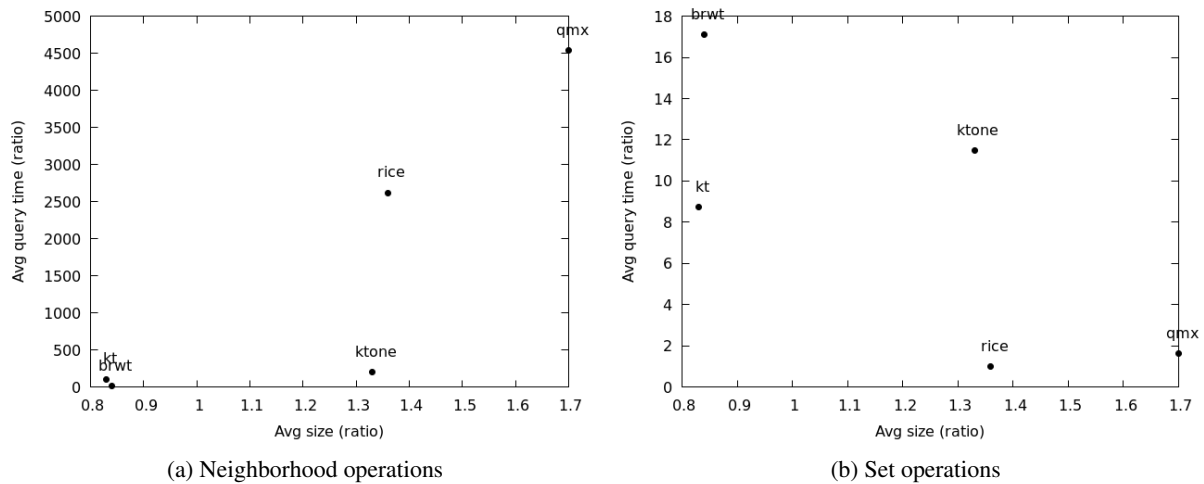 5000
4500
4000
3500
3000
2500
2000
1500
1000
500
0
0.8 0.9 1 1.1 1.2 1.3 1.4 1.5 1.6 1.7
Avg query time (ratio)
Avg size (ratio)
qmx
rice
ktone
kt
brwt
(a) Neighborhood operations
18
16
14
12
10
8
6
4
2
0
0.8 0.9 1 1.1 1.2 1.3 1.4 1.5 1.6 1.7
Avg query time (ratio)
Avg size (ratio)
brwt
ktone
kt
rice
qmx
(b) Set operations